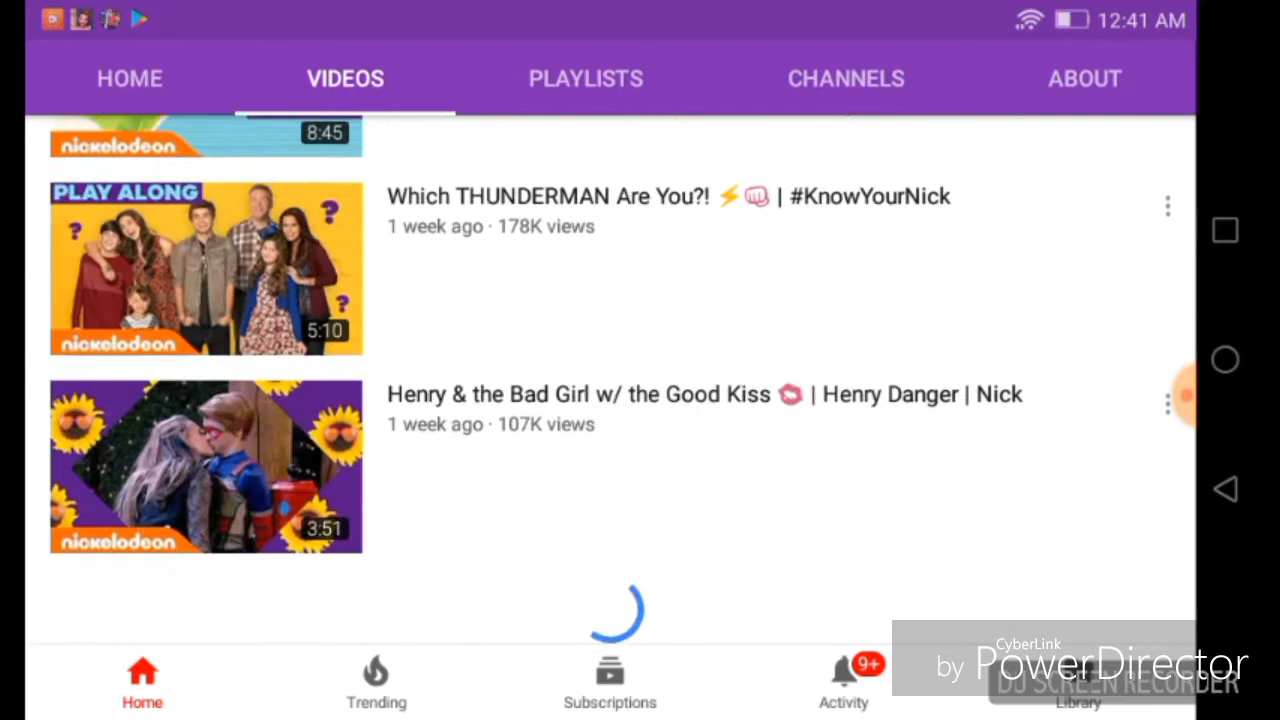 12:41 AM
HOME VIDEOS PLAYLISTS CHANNELS ABOUT
8:45
nickelodeon
PLAY ALONG
? ? ?
5:10
nickelodeon
Which THUNDERMAN Are You?! ⚡👊 | #KnowYourNick
1 week ago · 178K views
3:51
nickelodeon
Henry & the Bad Girl w/ the Good Kiss 💋 | Henry Danger | Nick
1 week ago · 107K views
9+
Home Trending Subscriptions Activity Library
CyberLink
by PowerDirector
DU SCREEN RECORDER